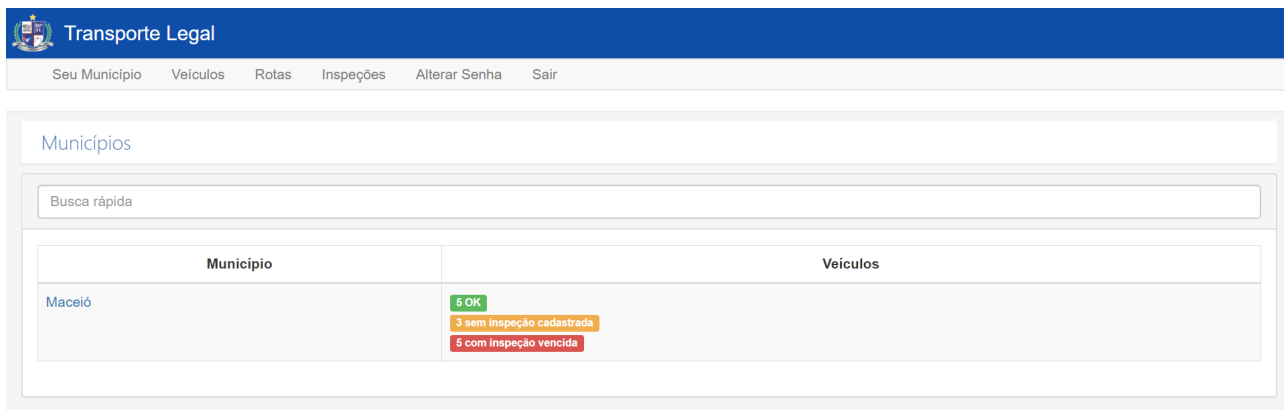 Transporte Legal
Seu Município Veículos Rotas Inspeções Alterar Senha Sair
Municípios
Busca rápida
Município Veículos
Maceió 5 OK
3 sem inspeção cadastrada
5 com inspeção vencida